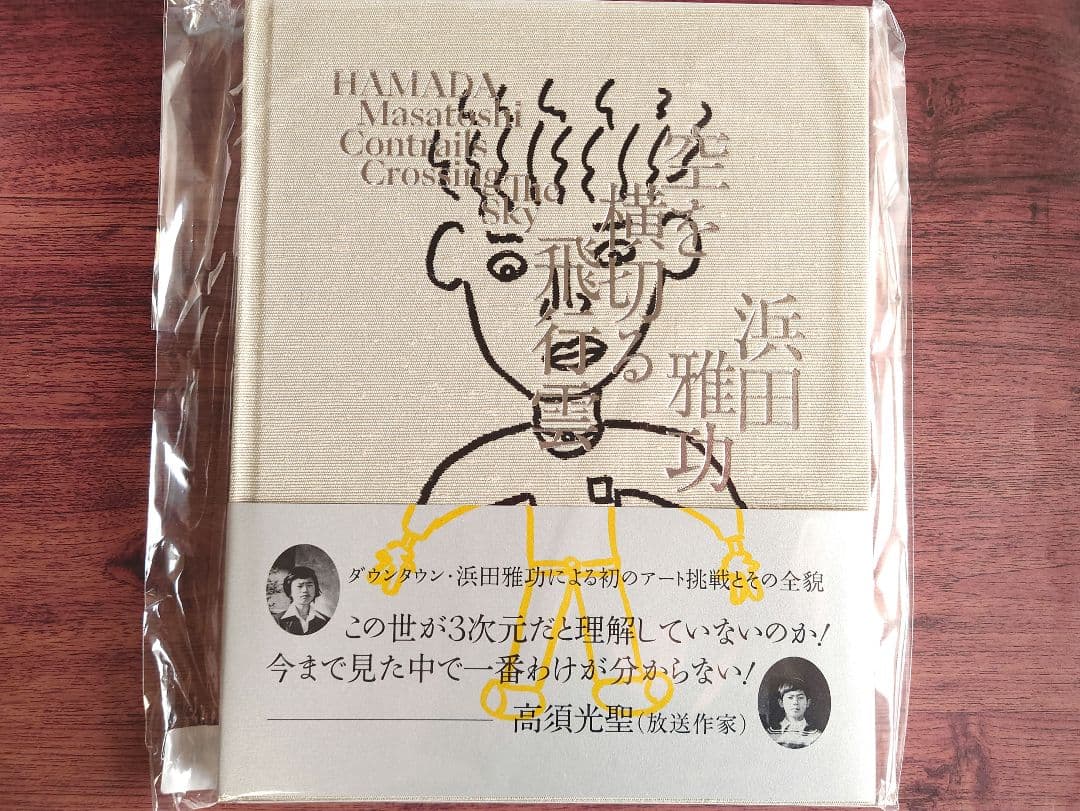 HAMADA
Masatoshi
Contrails
Crossing
The
Sky
空を
横切る
飛行雲
浜田
雅功
ダウンタウン・浜田雅功による初のアート挑戦とその全貌
この世が3次元だと理解していないのか!
今まで見た中で一番わけが分からない!
高須光聖(放送作家)